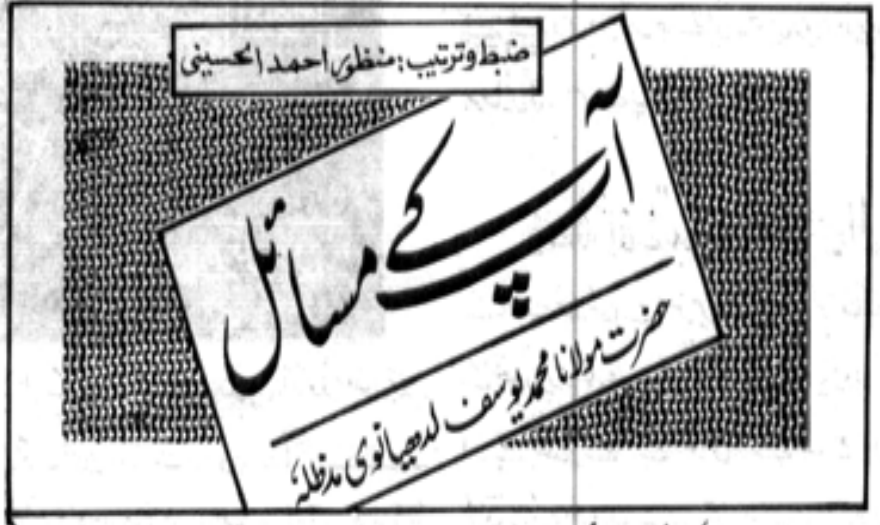 ضبط و ترتیب: منظور احمد الحسینی
آپ کے مسائل
حضرت مولانا محمد یوسف لدھیانوی مدظلہ،